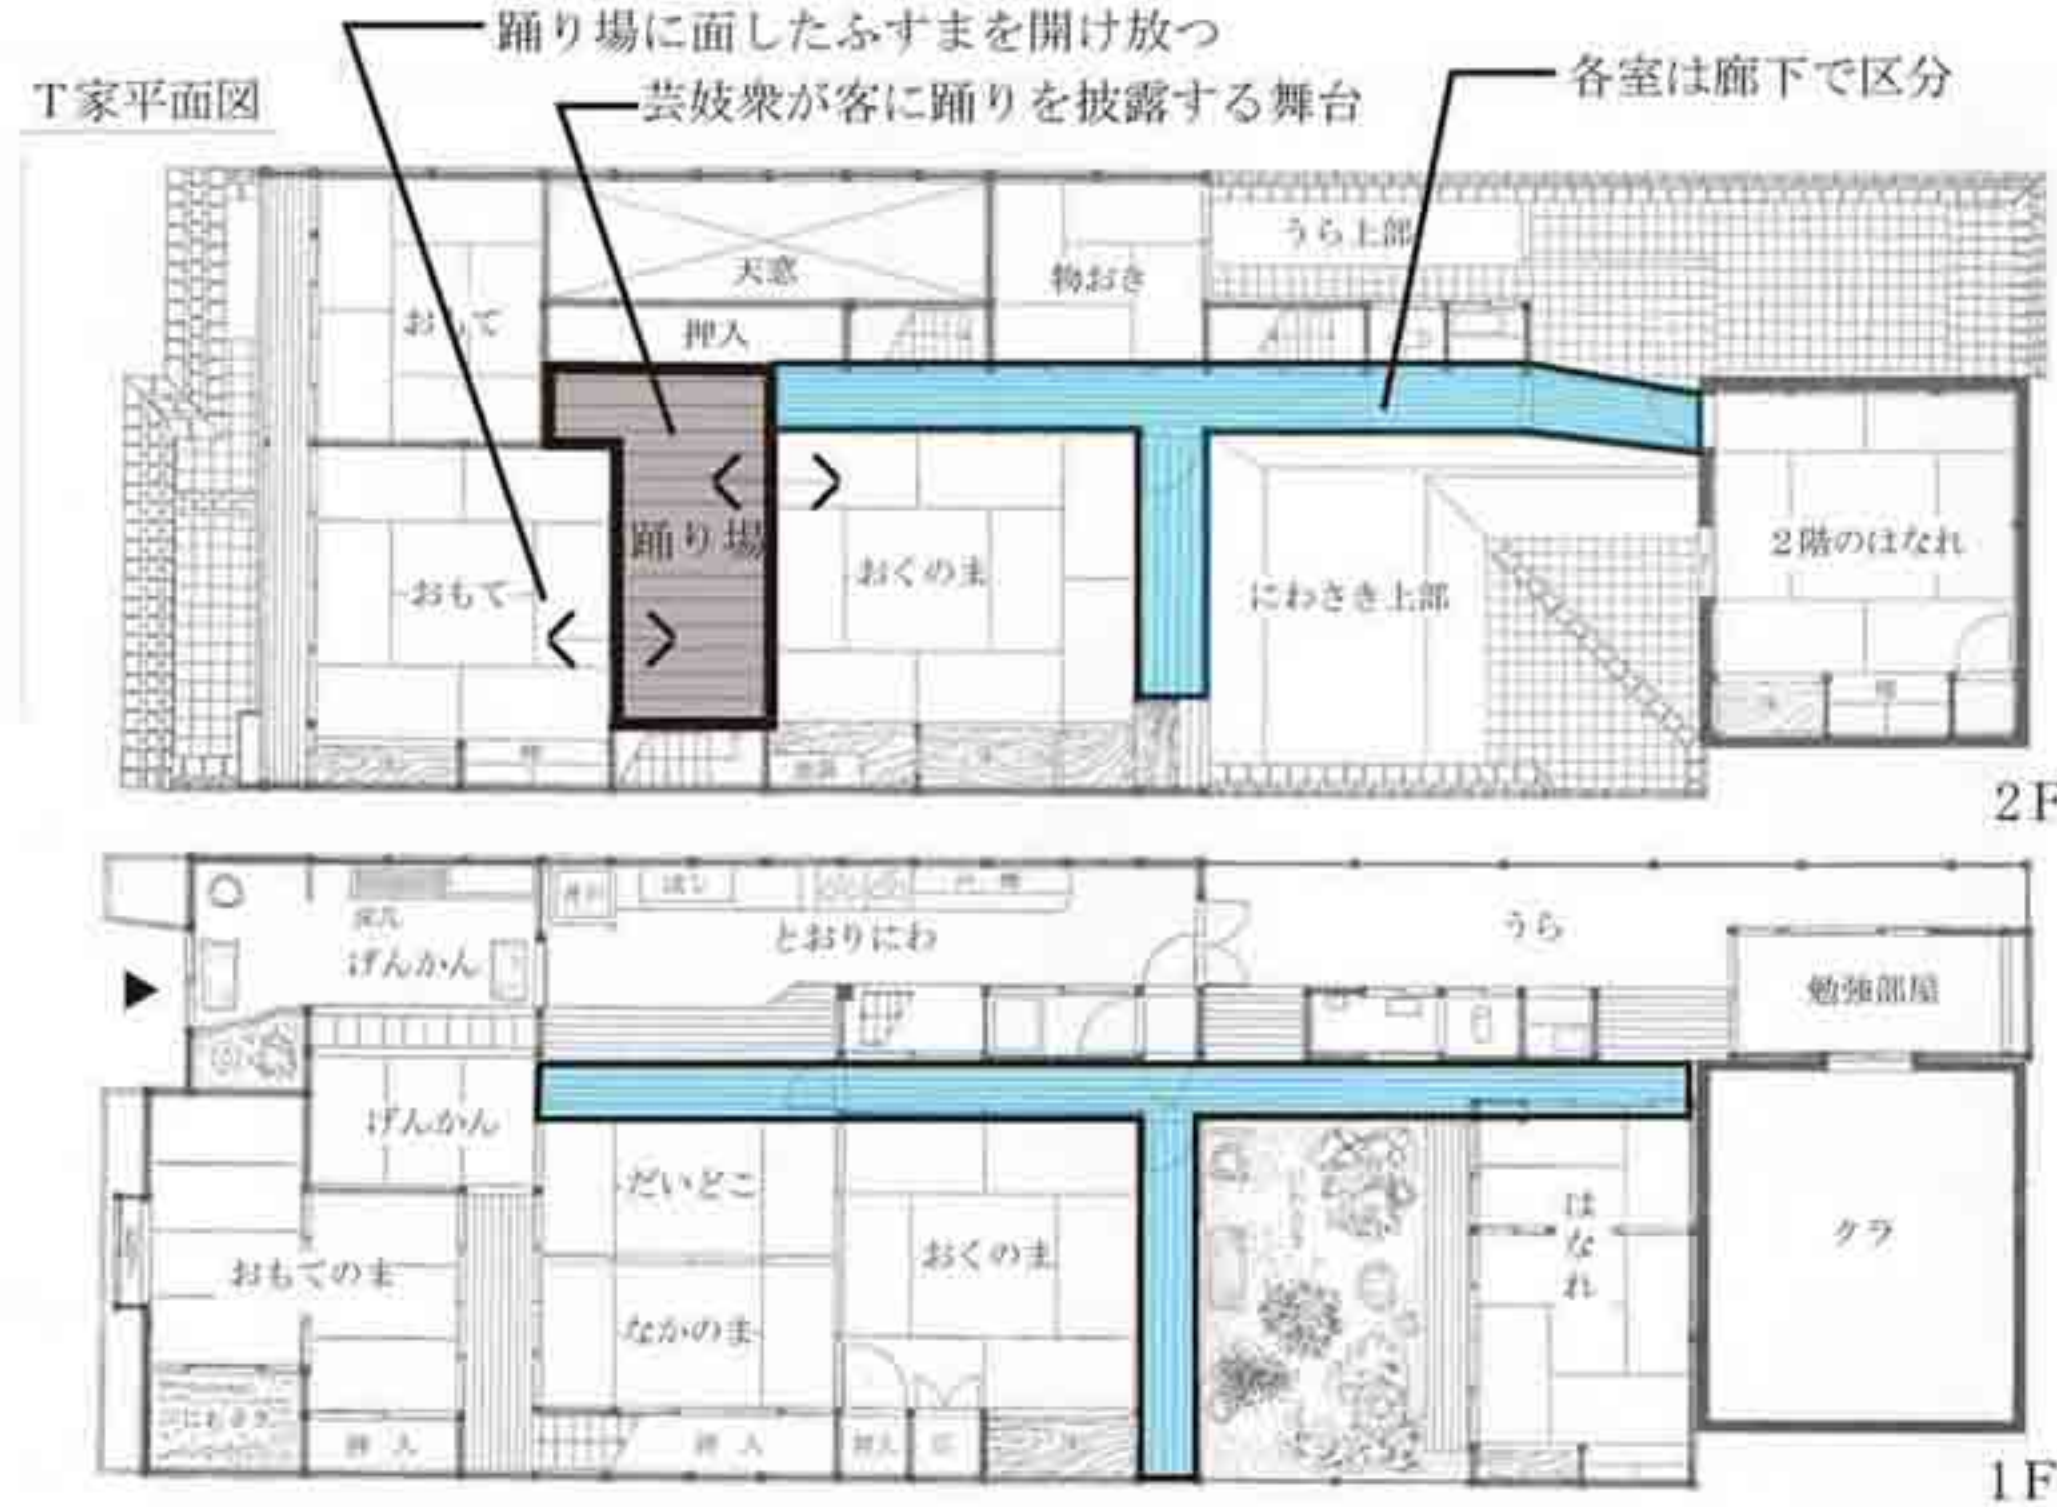 踊り場に面したふすまを開け放つ
T家平面図
芸妓衆が客に踊りを披露する舞台
各室は廊下で区分
うら上部
天窓
物おき
おもて
押入
踊り場
おくのま
おもて
にわさき上部
2階のはなれ
2F
とおりにわ
うら
げんかん
勉強部屋
げんかん
だいどこ
はなれ
おくのま
クラ
おもてのま
なかのま
押入
押入
押入
1F